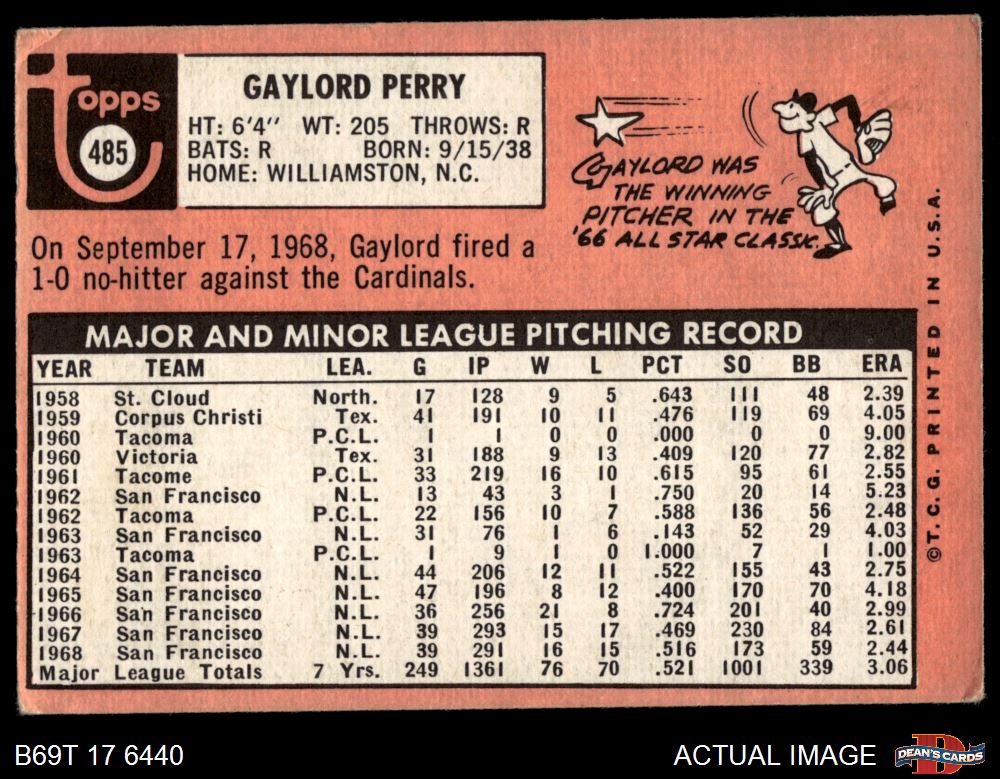 Topps
485
GAYLORD PERRY
HT: 6'4" WT: 205 THROWS: R
BATS: R BORN: 9/15/38
HOME: WILLIAMSTON, N.C.
GAYLORD WAS
THE WINNING
PITCHER IN THE
'66 ALL STAR CLASSIC.
On September 17, 1968, Gaylord fired a
1-0 no-hitter against the Cardinals.
MAJOR AND MINOR LEAGUE PITCHING RECORD
YEAR TEAM LEA. G IP W L PCT SO BB ERA
1958 St. Cloud North. 17 128 9 5 .643 111 48 2.39
1959 Corpus Christi Tex. 41 191 10 11 .476 119 69 4.05
1960 Tacoma P.C.L. 1 1 0 0 .000 0 0 9.00
1960 Victoria Tex. 31 188 9 13 .409 120 77 2.82
1961 Tacome P.C.L. 33 219 16 10 .615 95 61 2.55
1962 San Francisco N.L. 13 43 3 1 .750 20 14 5.23
1962 Tacoma P.C.L. 22 156 10 7 .588 136 56 2.48
1963 San Francisco N.L. 31 76 1 6 .143 52 29 4.03
1963 Tacoma P.C.L. 1 9 1 0 1.000 7 1 1.00
1964 San Francisco N.L. 44 206 12 11 .522 155 43 2.75
1965 San Francisco N.L. 47 196 8 12 .400 170 70 4.18
1966 San Francisco N.L. 36 256 21 8 .724 201 40 2.99
1967 San Francisco N.L. 39 293 15 17 .469 230 84 2.61
1968 San Francisco N.L. 39 291 16 15 .516 173 59 2.44
Major League Totals 7 Yrs. 249 1361 76 70 .521 1001 339 3.06
©T.C.G. PRINTED IN U.S.A.
B69T 17 6440
ACTUAL IMAGE
D
DEAN'S CARDS